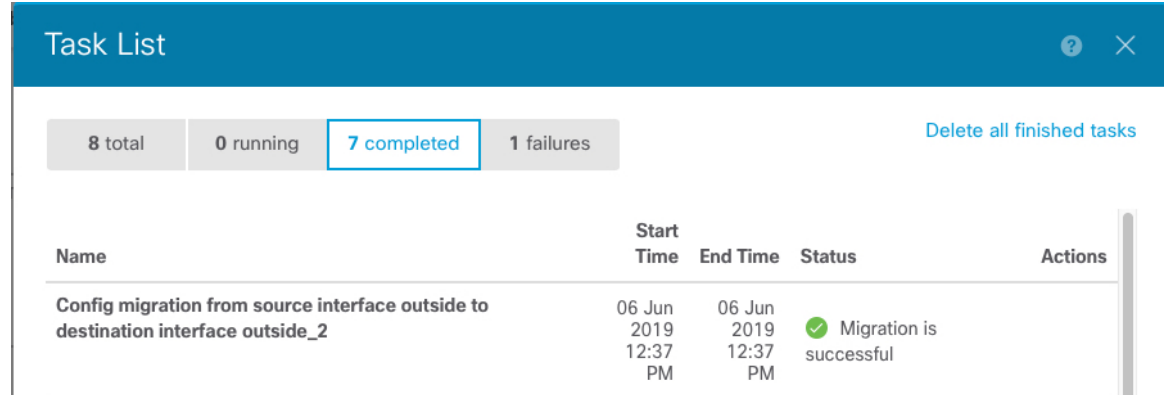 Task List
8 total 0 running 7 completed 1 failures
Delete all finished tasks
Name Start Time End Time Status Actions
Config migration from source interface outside to
destination interface outside_2
06 Jun
2019
12:37
PM
06 Jun
2019
12:37
PM
Migration is
successful